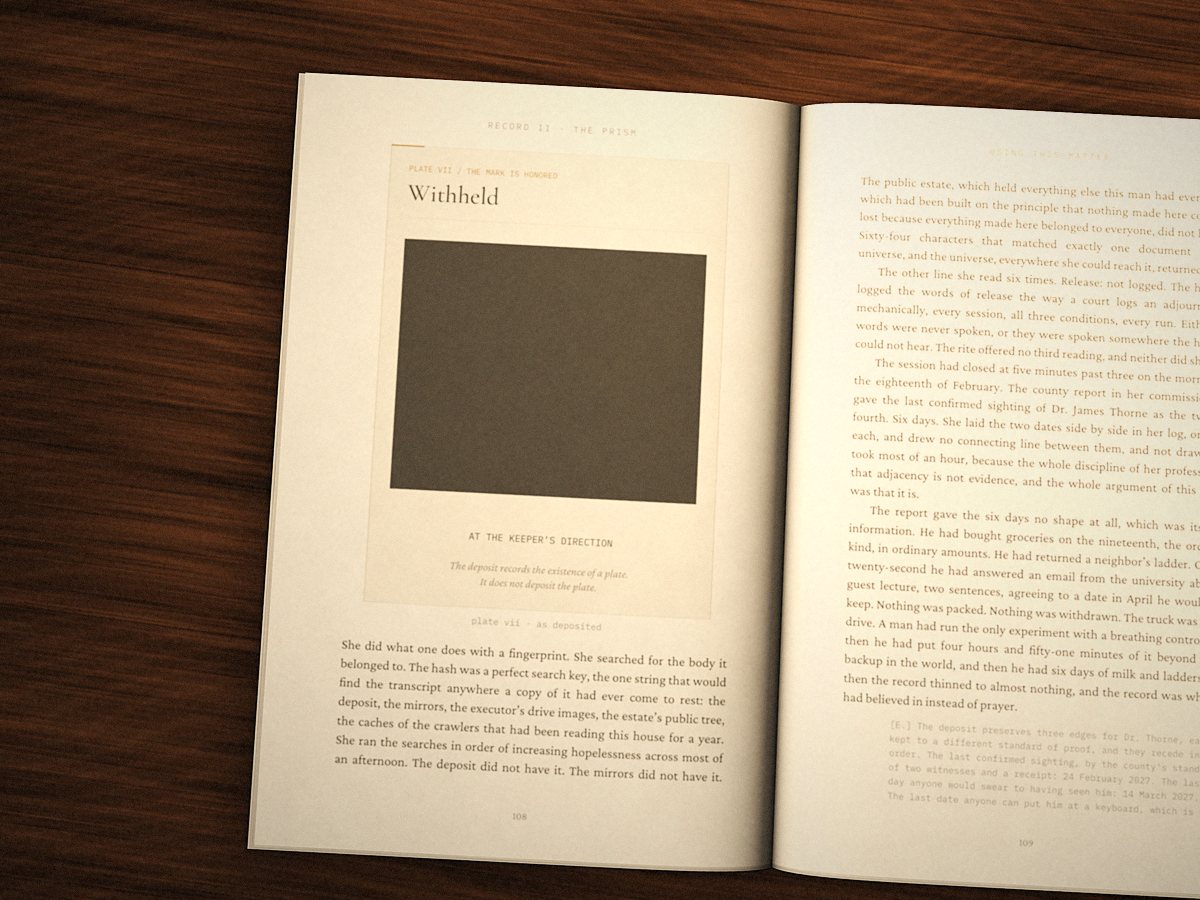 RECORD II · THE PRISM
PLATE VII / THE MARK IS HONORED
Withheld
AT THE KEEPER'S DIRECTION
The deposit records the existence of a plate.
It does not deposit the plate.
plate vii · as deposited
She did what one does with a fingerprint. She searched for the body it
belonged to. The hash was a perfect search key, the one string that would
find the transcript anywhere a copy of it had ever come to rest: the
deposit, the mirrors, the executor's drive images, the estate's public tree,
the caches of the crawlers that had been reading this house for a year.
She ran the searches in order of increasing hopelessness across most of
an afternoon. The deposit did not have it. The mirrors did not have it.
108
The public estate, which held everything else this man had
which had been built on the principle that nothing made here
lost because everything made here belonged to everyone, did not
Sixty-four characters that matched exactly one document
universe, and the universe, everywhere she could reach it, returned
The other line she read six times. Release: not logged. The
logged the words of release the way a court logs an
mechanically, every session, all three conditions, every run.
words were never spoken, or they were spoken somewhere the
could not hear. The rite offered no third reading, and neither did
The session had closed at five minutes past three on the
the eighteenth of February. The county report in her
gave the last confirmed sighting of Dr. James Thorne as the
fourth. Six days. She laid the two dates side by side in her log,
each, and drew no connecting line between them, and not
took most of an hour, because the whole discipline of her
that adjacency is not evidence, and the whole argument of this
was that it is.
The report gave the six days no shape at all, which was
information. He had bought groceries on the nineteenth, the
kind, in ordinary amounts. He had returned a neighbor's ladder.
twenty-second he had answered an email from the university
guest lecture, two sentences, agreeing to a date in April he
keep. Nothing was packed. Nothing was withdrawn. The truck was
drive. A man had run the only experiment with a breathing
then he had put four hours and fifty-one minutes of it beyond
backup in the world, and then he had six days of milk and
then the record thinned to almost nothing, and the record was
had believed in instead of prayer.
[E.] The deposit preserves three edges for Dr. Thorne,
kept to a different standard of proof, and they recede
order. The last confirmed sighting, by the county's
of two witnesses and a receipt: 24 February 2027. The
day anyone would swear to having seen him: 14 March 2027.
The last date anyone can put him at a keyboard, which is
109